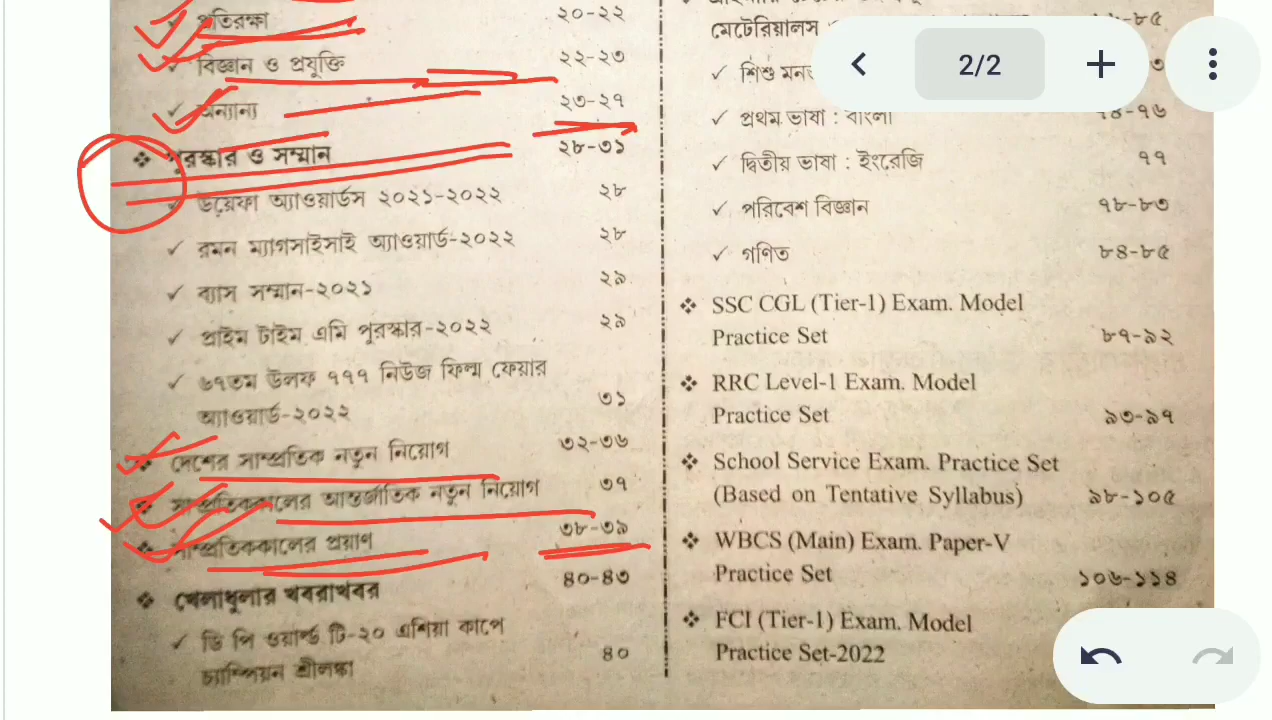 প্রতিরক্ষা ২০-২২
বিজ্ঞান ও প্রযুক্তি ২২-২৩
অন্যান্য ২৩-২৭
পুরস্কার ও সম্মান ২৮-৩১
উয়েফা অ্যাওয়ার্ডস ২০২১-২০২২ ২৮
রমন ম্যাগসাইসাই অ্যাওয়ার্ড-২০২২ ২৮
ব্যাস সম্মান-২০২১ ২৯
প্রাইম টাইম এমি পুরস্কার-২০২২ ২৯
৬৭তম উলফ ৭৭৭ নিউজ ফিল্ম ফেয়ার
অ্যাওয়ার্ড-২০২২ ৩১
দেশের সাম্প্রতিক নতুন নিয়োগ ৩২-৩৬
সাম্প্রতিককালের আন্তর্জাতিক নতুন নিয়োগ ৩৭
সাম্প্রতিককালের প্রয়াণ ৩৮-৩৯
খেলাধুলার খবরাখবর ৪০-৪৩
ডি পি ওয়ার্ল্ড টি-২০ এশিয়া কাপে
চ্যাম্পিয়ন শ্রীলঙ্কা ৪০
মেটেরিয়ালস
শিশু
প্রথম ভাষা : বাংলা ৭৪-৭৬
দ্বিতীয় ভাষা : ইংরেজি ৭৭
পরিবেশ বিজ্ঞান ৭৮-৮৩
গণিত ৮৪-৮৫
SSC CGL (Tier-1) Exam. Model
Practice Set ৮৭-৯২
RRC Level-1 Exam. Model
Practice Set ৯৩-৯৭
School Service Exam. Practice Set
(Based on Tentative Syllabus) ৯৮-১০৫
WBCS (Main) Exam. Paper-V
Practice Set ১০৬-১১৪
FCI (Tier-1) Exam. Model
Practice Set-2022
2/2